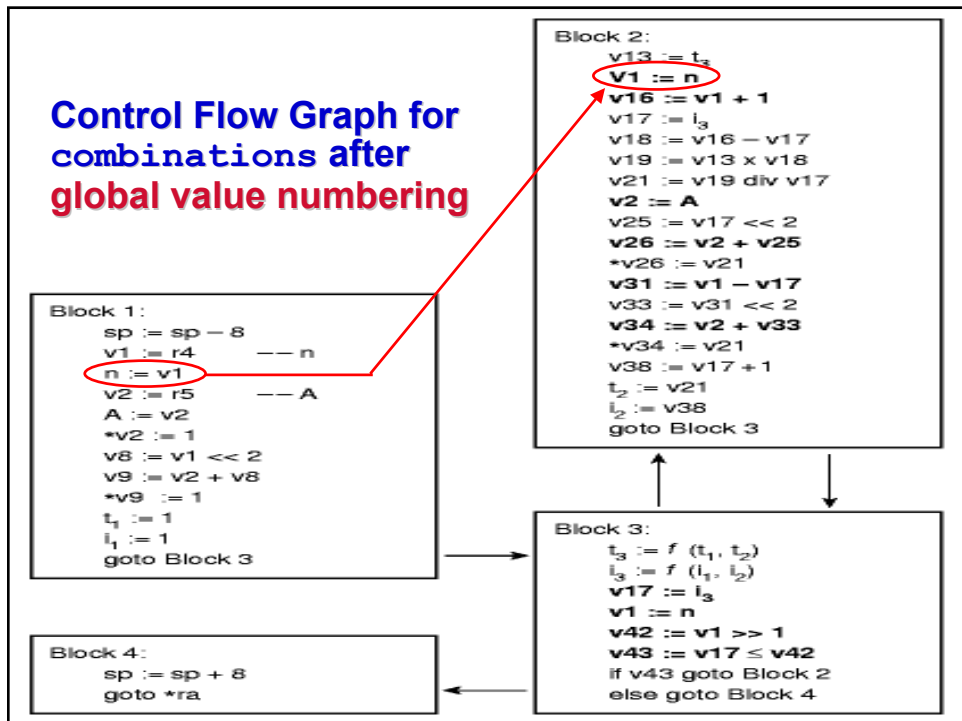 Control Flow Graph for
combinations after
global value numbering
Block 1:
sp := sp – 8
v1 := r4 –– n
n := v1
v2 := r5 –– A
A := v2
*v2 := 1
v8 := v1 << 2
v9 := v2 + v8
*v9 := 1
t₁ := 1
i₁ := 1
goto Block 3
Block 2:
v13 := t₃
V1 := n
v16 := v1 + 1
v17 := i₃
v18 := v16 – v17
v19 := v13 x v18
v21 := v19 div v17
v2 := A
v25 := v17 << 2
v26 := v2 + v25
*v26 := v21
v31 := v1 – v17
v33 := v31 << 2
v34 := v2 + v33
*v34 := v21
v38 := v17 + 1
t₂ := v21
i₂ := v38
goto Block 3
Block 3:
t₃ := f (t₁, t₂)
i₃ := f (i₁, i₂)
v17 := i₃
v1 := n
v42 := v1 >> 1
v43 := v17 ≤ v42
if v43 goto Block 2
else goto Block 4
Block 4:
sp := sp + 8
goto *ra